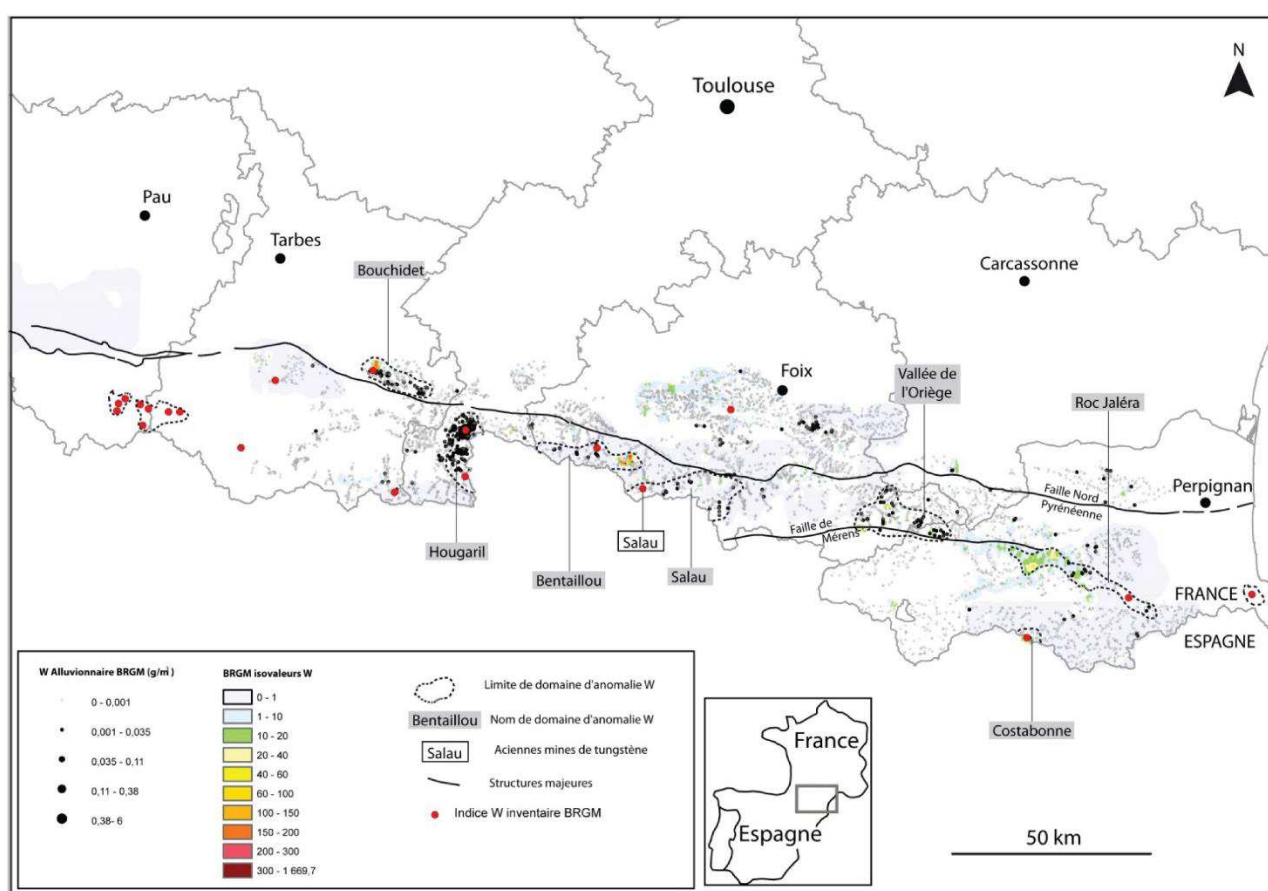 N
Toulouse
Pau
Tarbes
Carcassonne
Bouchidet
Foix
Vallée de
l'Oriège
Roc Jaléra
Perpignan
Faille Nord
Pyrénéenne
Faille de
Mérens
Hougaril
Salau
Bentaillou
Salau
FRANCE
ESPAGNE
Costabonne
W Alluvionnaire BRGM (g/m³)
0 - 0,001
0,001 - 0,035
0,035 - 0,11
0,11 - 0,38
0,38- 6
BRGM isovaleurs W
0 - 1
1 - 10
10 - 20
20 - 40
40 - 60
60 - 100
100 - 150
150 - 200
200 - 300
300 - 1 669,7
Limite de domaine d'anomalie W
Bentaillou
Nom de domaine d'anomalie W
Salau
Aciennes mines de tungstène
Structures majeures
Indice W inventaire BRGM
France
Espagne
50 km